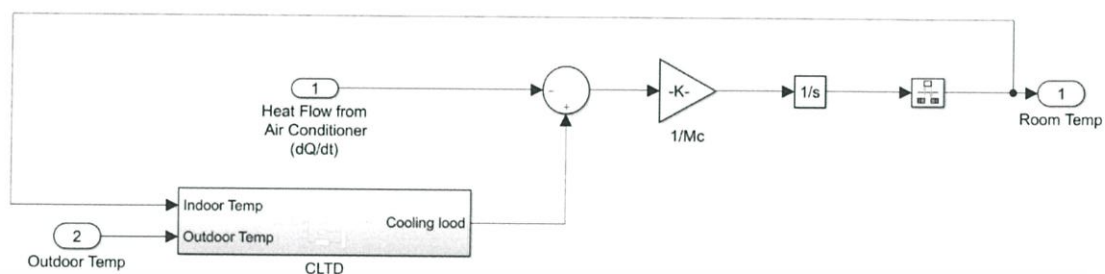 1
Heat Flow from
Air Conditioner
(dQ/dt)
-
+
-K-
1/Mc
1/s
1
Room Temp
Indoor Temp
Outdoor Temp
Cooling lood
CLTD
2
Outdoor Temp